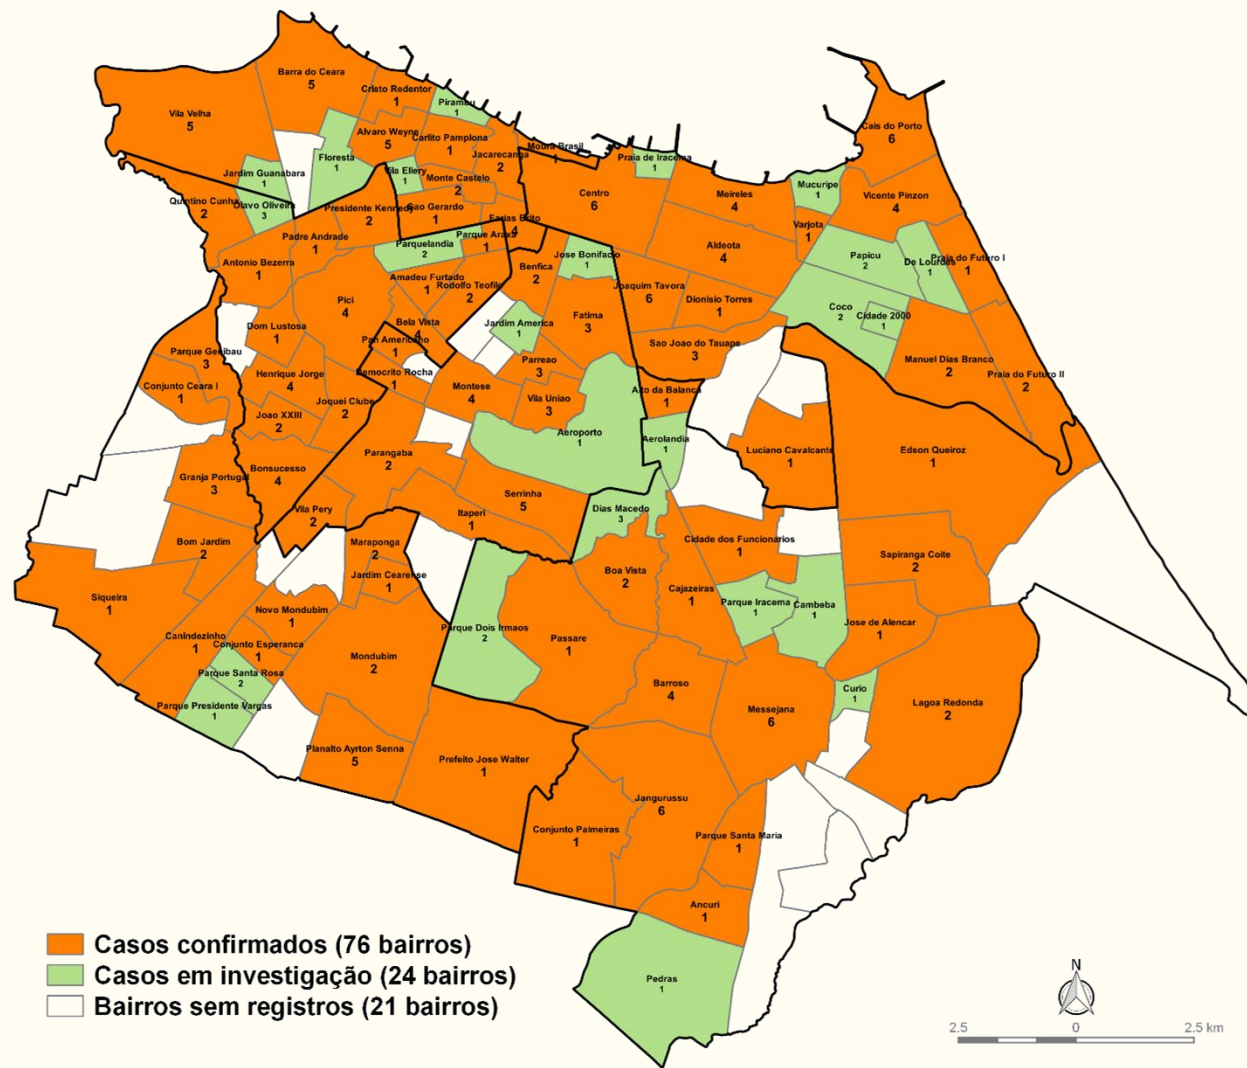 Barra do Ceara
5
Cristo Redentor
1
Pirambu
1
Vila Velha
5
Floresta
1
Alvaro Weyne
5
Carlito Pamplona
1
Jacarecanga
2
Moura Brasil
1
Jardim Guanabara
1
Vila Ellery
1
Monte Castelo
2
Olavo Oliveira
3
Quintino Cunha
2
Presidente Kennedy
2
Sao Gerardo
1
Farias Brito
4
Centro
6
Praia de Iracema
1
Meireles
4
Mucuripe
1
Cais do Porto
6
Vicente Pinzon
4
Varjota
1
Aldeota
4
Papicu
2
De Lourdes
1
Praia do Futuro I
1
Padre Andrade
1
Antonio Bezerra
1
Parquelandia
2
Parque Araxa
1
Amadeu Furtado
1
Rodolfo Teofilo
2
Benfica
2
Jose Bonifacio
1
Joaquim Tavora
6
Dionisio Torres
1
Coco
2
Cidade 2000
1
Pici
4
Bela Vista
4
Pan Americano
1
Jardim America
1
Fatima
3
Sao Joao do Tauape
3
Manuel Dias Branco
2
Praia do Futuro II
2
Dom Lustosa
1
Parque Genibau
3
Conjunto Ceara I
1
Henrique Jorge
4
Joao XXIII
2
Joquei Clube
2
Democrito Rocha
1
Montese
4
Parreao
3
Vila Uniao
3
Alto da Balanca
1
Aeroporto
1
Aerolandia
1
Luciano Cavalcante
1
Edson Queiroz
1
Granja Portugal
3
Bonsucesso
4
Parangaba
2
Vila Pery
2
Itaperi
1
Serrinha
5
Dias Macedo
3
Boa Vista
2
Cidade dos Funcionarios
1
Cajazeiras
1
Parque Iracema
1
Cambeba
1
Sapiranga Coite
2
Jose de Alencar
1
Bom Jardim
2
Siqueira
1
Maraponga
2
Jardim Cearense
1
Novo Mondubim
1
Canindezinho
1
Conjunto Esperanca
1
Parque Santa Rosa
2
Parque Presidente Vargas
1
Mondubim
2
Parque Dois Irmaos
2
Passare
1
Barroso
4
Messejana
6
Curio
1
Lagoa Redonda
2
Planalto Ayrton Senna
5
Prefeito Jose Walter
1
Conjunto Palmeiras
1
Jangurussu
6
Parque Santa Maria
1
Ancuri
1
Pedras
1
Casos confirmados (76 bairros)
Casos em investigação (24 bairros)
Bairros sem registros (21 bairros)
N
2.5 0 2.5 km